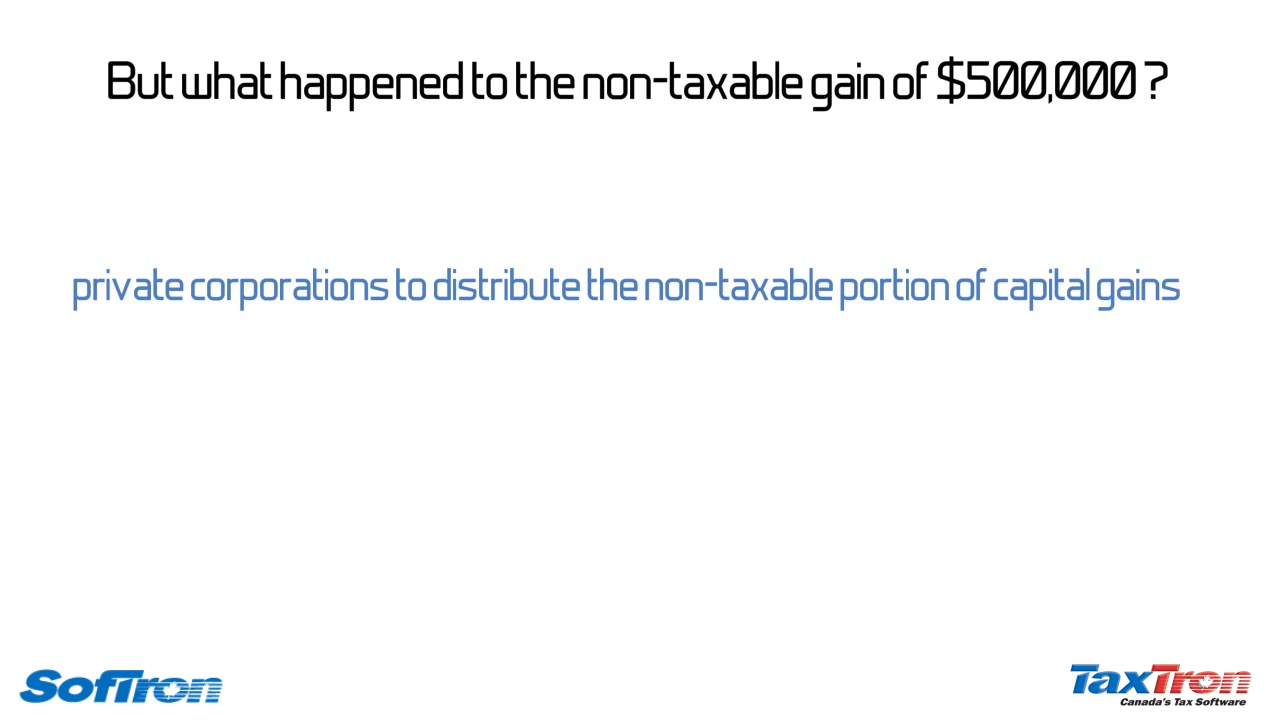 But what happened to the non-taxable gain of $500,000 ?
private corporations to distribute the non-taxable portion of capital gains
SofTron
TaxTron
Canada's Tax Software